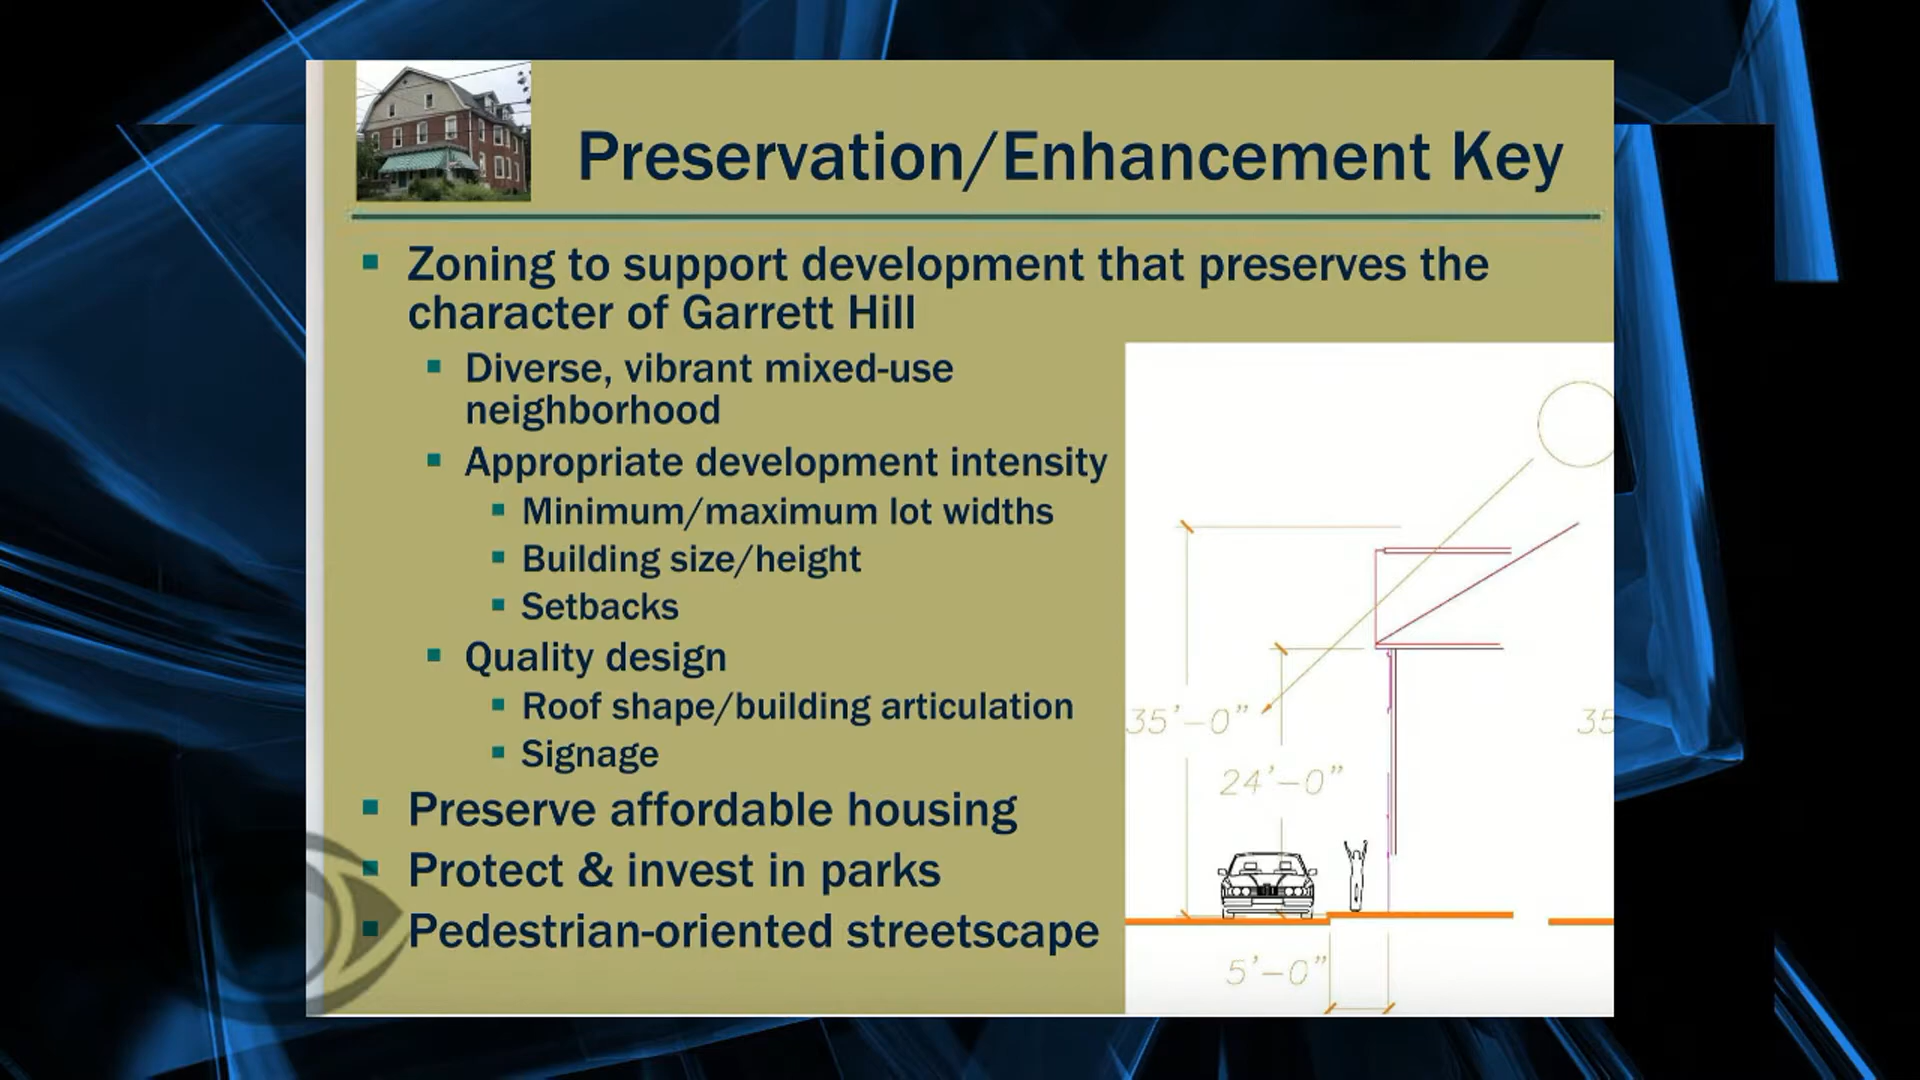 Preservation/Enhancement Key
Zoning to support development that preserves the
character of Garrett Hill
Diverse, vibrant mixed-use
neighborhood
Appropriate development intensity
Minimum/maximum lot widths
Building size/height
Setbacks
Quality design
Roof shape/building articulation
Signage
Preserve affordable housing
Protect & invest in parks
Pedestrian-oriented streetscape
35'-0"
35
24'-0"
5'-0"